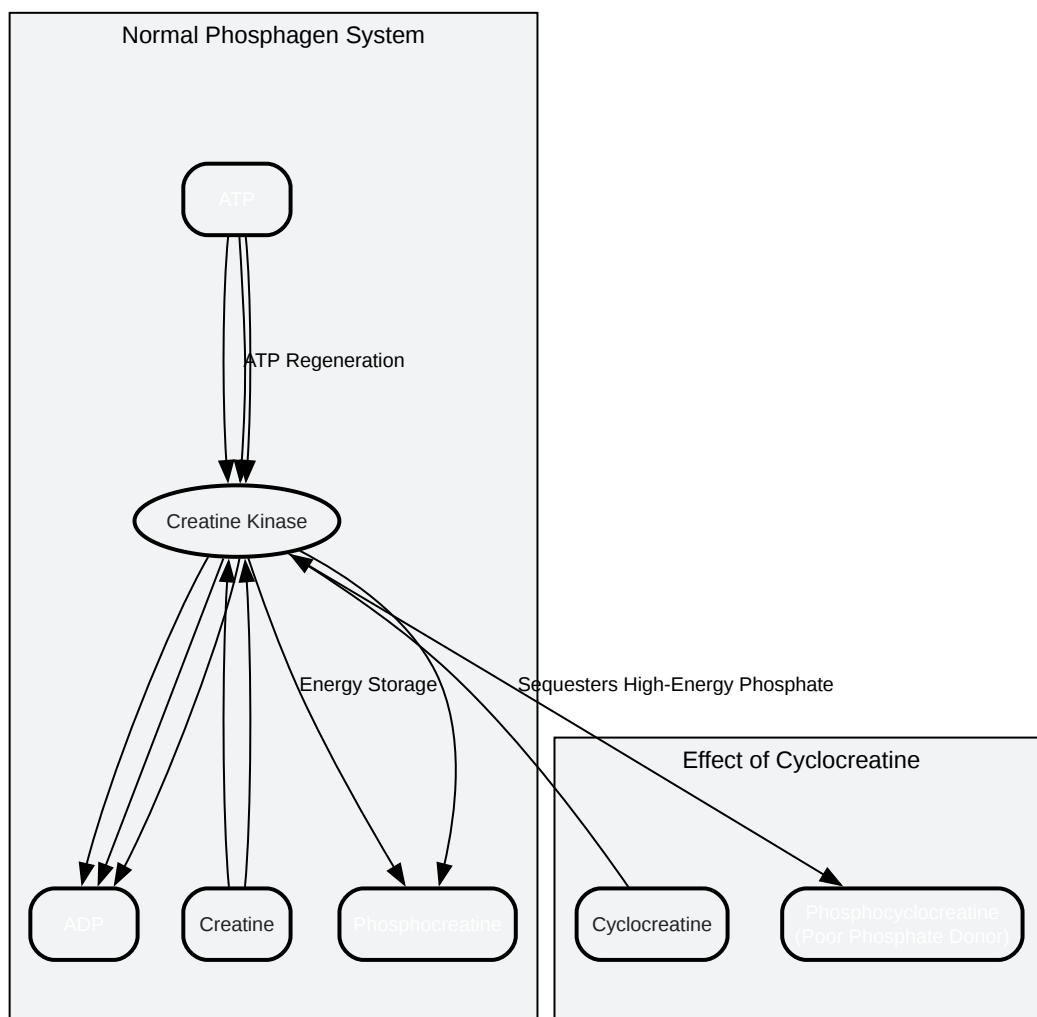 Normal Phosphagen System
ATP
ATP Regeneration
Creatine Kinase
Energy Storage
Sequesters High-Energy Phosphate
Effect of Cyclocreatine
ADP
Creatine
Phosphocreatine
Cyclocreatine
Phosphocyclocreatine
(Poor Phosphate Donor)